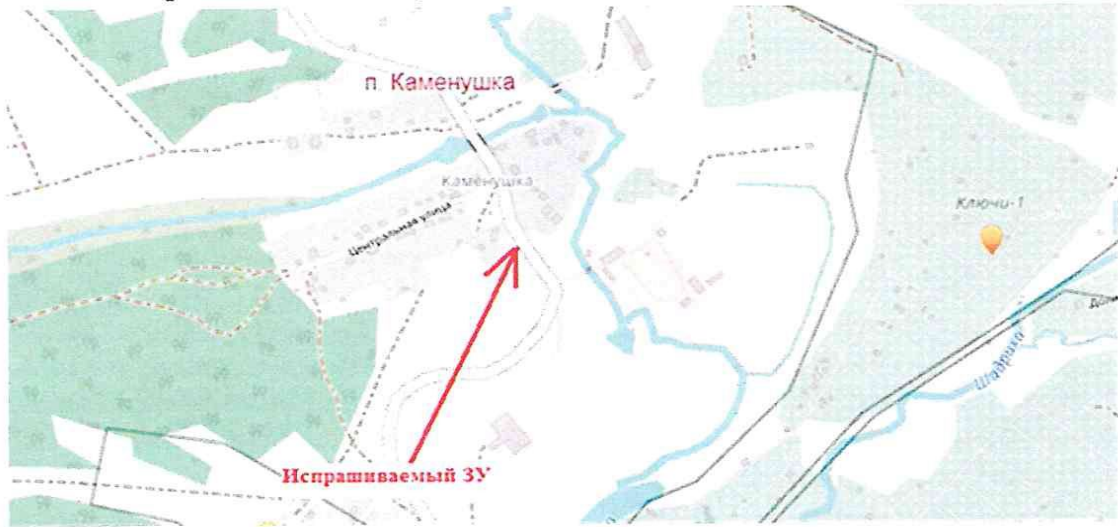 п. Каменушка
Каменушка
Центральная улица
Ключи-1
Шадриха
Испрашиваемый ЗУ